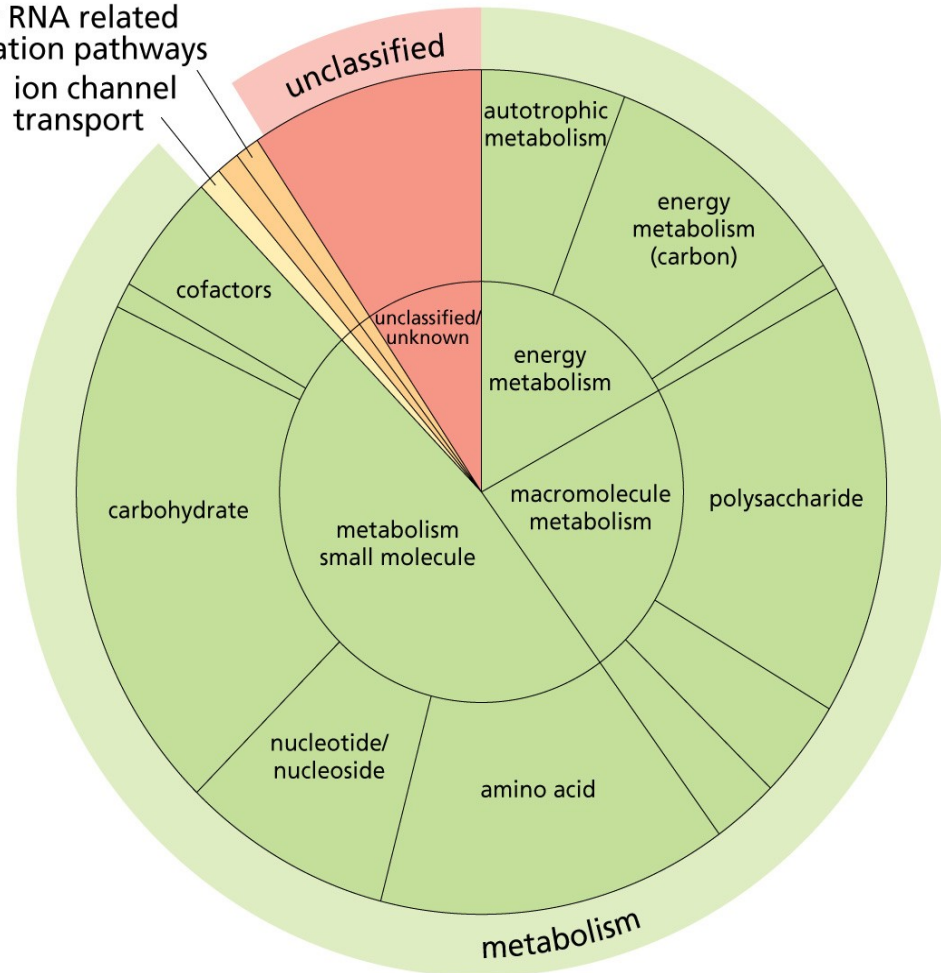 RNA related
ation pathways
ion channel
transport
unclassified
autotrophic
metabolism
energy
metabolism
(carbon)
cofactors
unclassified/
unknown
energy
metabolism
carbohydrate
metabolism
small molecule
macromolecule
metabolism
polysaccharide
nucleotide/
nucleoside
amino acid
metabolism